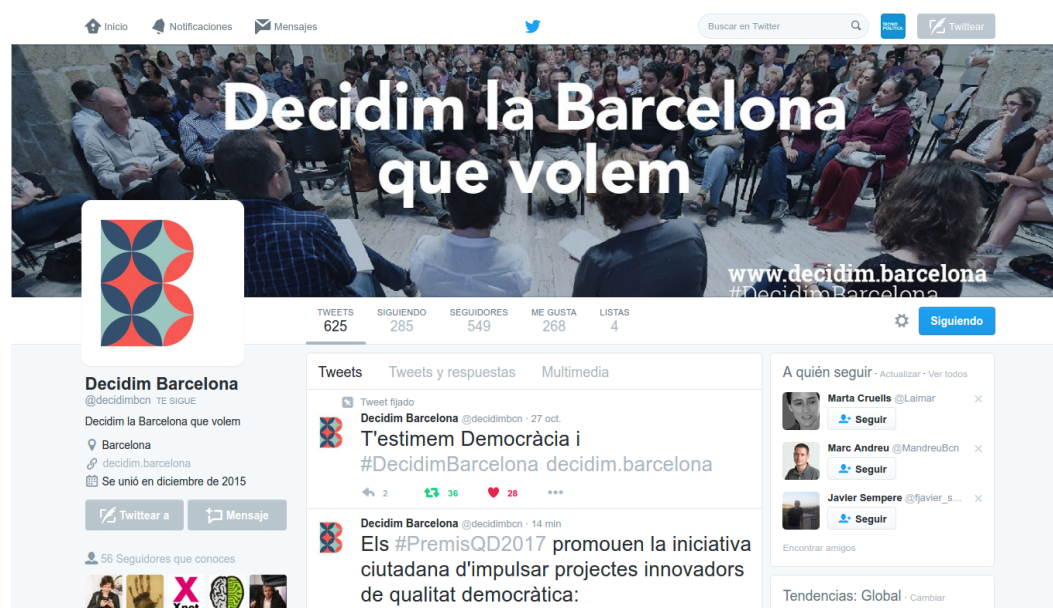 Inicio
Notificaciones
Mensajes
Buscar en Twitter
Twittear
Decidim la Barcelona
que volem
www.decidim.barcelona
#DecidimBarcelona
TWEETS
625
SIGUIENDO
285
SEGUIDORES
549
ME GUSTA
268
LISTAS
4
Siguiendo
Decidim Barcelona
@decidimbcn TE SIGUE
Decidim la Barcelona que volem
Barcelona
decidim.barcelona
Se unió en diciembre de 2015
Twittear a
Mensaje
56 Seguidores que conoces
Xnet
Tweets
Tweets y respuestas
Multimedia
Tweet fijado
Decidim Barcelona @decidimbcn · 27 oct.
T'estimem Democràcia i
#DecidimBarcelona decidim.barcelona
2
36
28
Decidim Barcelona @decidimbcn · 14 min
Els #PremisQD2017 promouen la iniciativa
ciutadana d'impulsar projectes innovadors
de qualitat democràtica:
A quién seguir · Actualizar · Ver todos
Marta Cruells @Laimar
Seguir
Marc Andreu @MandreuBcn
Seguir
Javier Sempere @fjavier_s...
Seguir
Encontrar amigos
Tendencias: Global · Cambiar